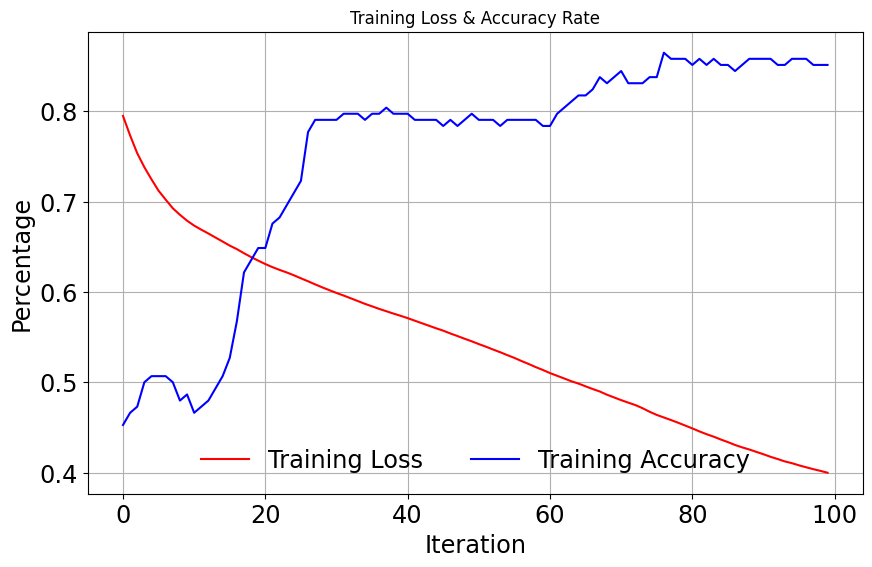 Training Loss & Accuracy Rate
0.8
0.7
0.6
0.5
0.4
Percentage
Training Loss
Training Accuracy
0 20 40 60 80 100
Iteration